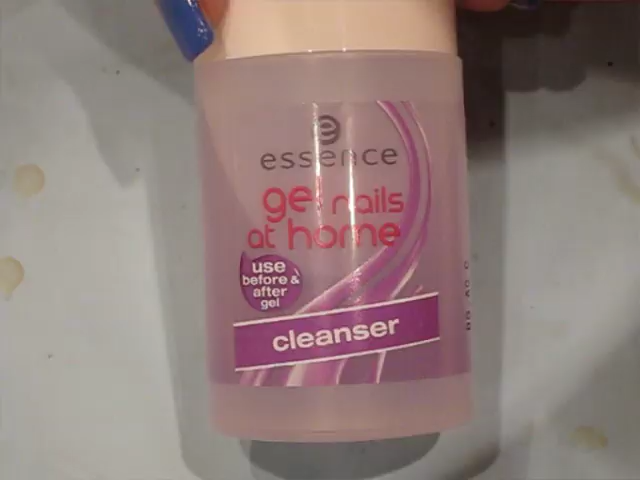 e
essence
gel nails
at home
use
before &
after
gel
cleanser